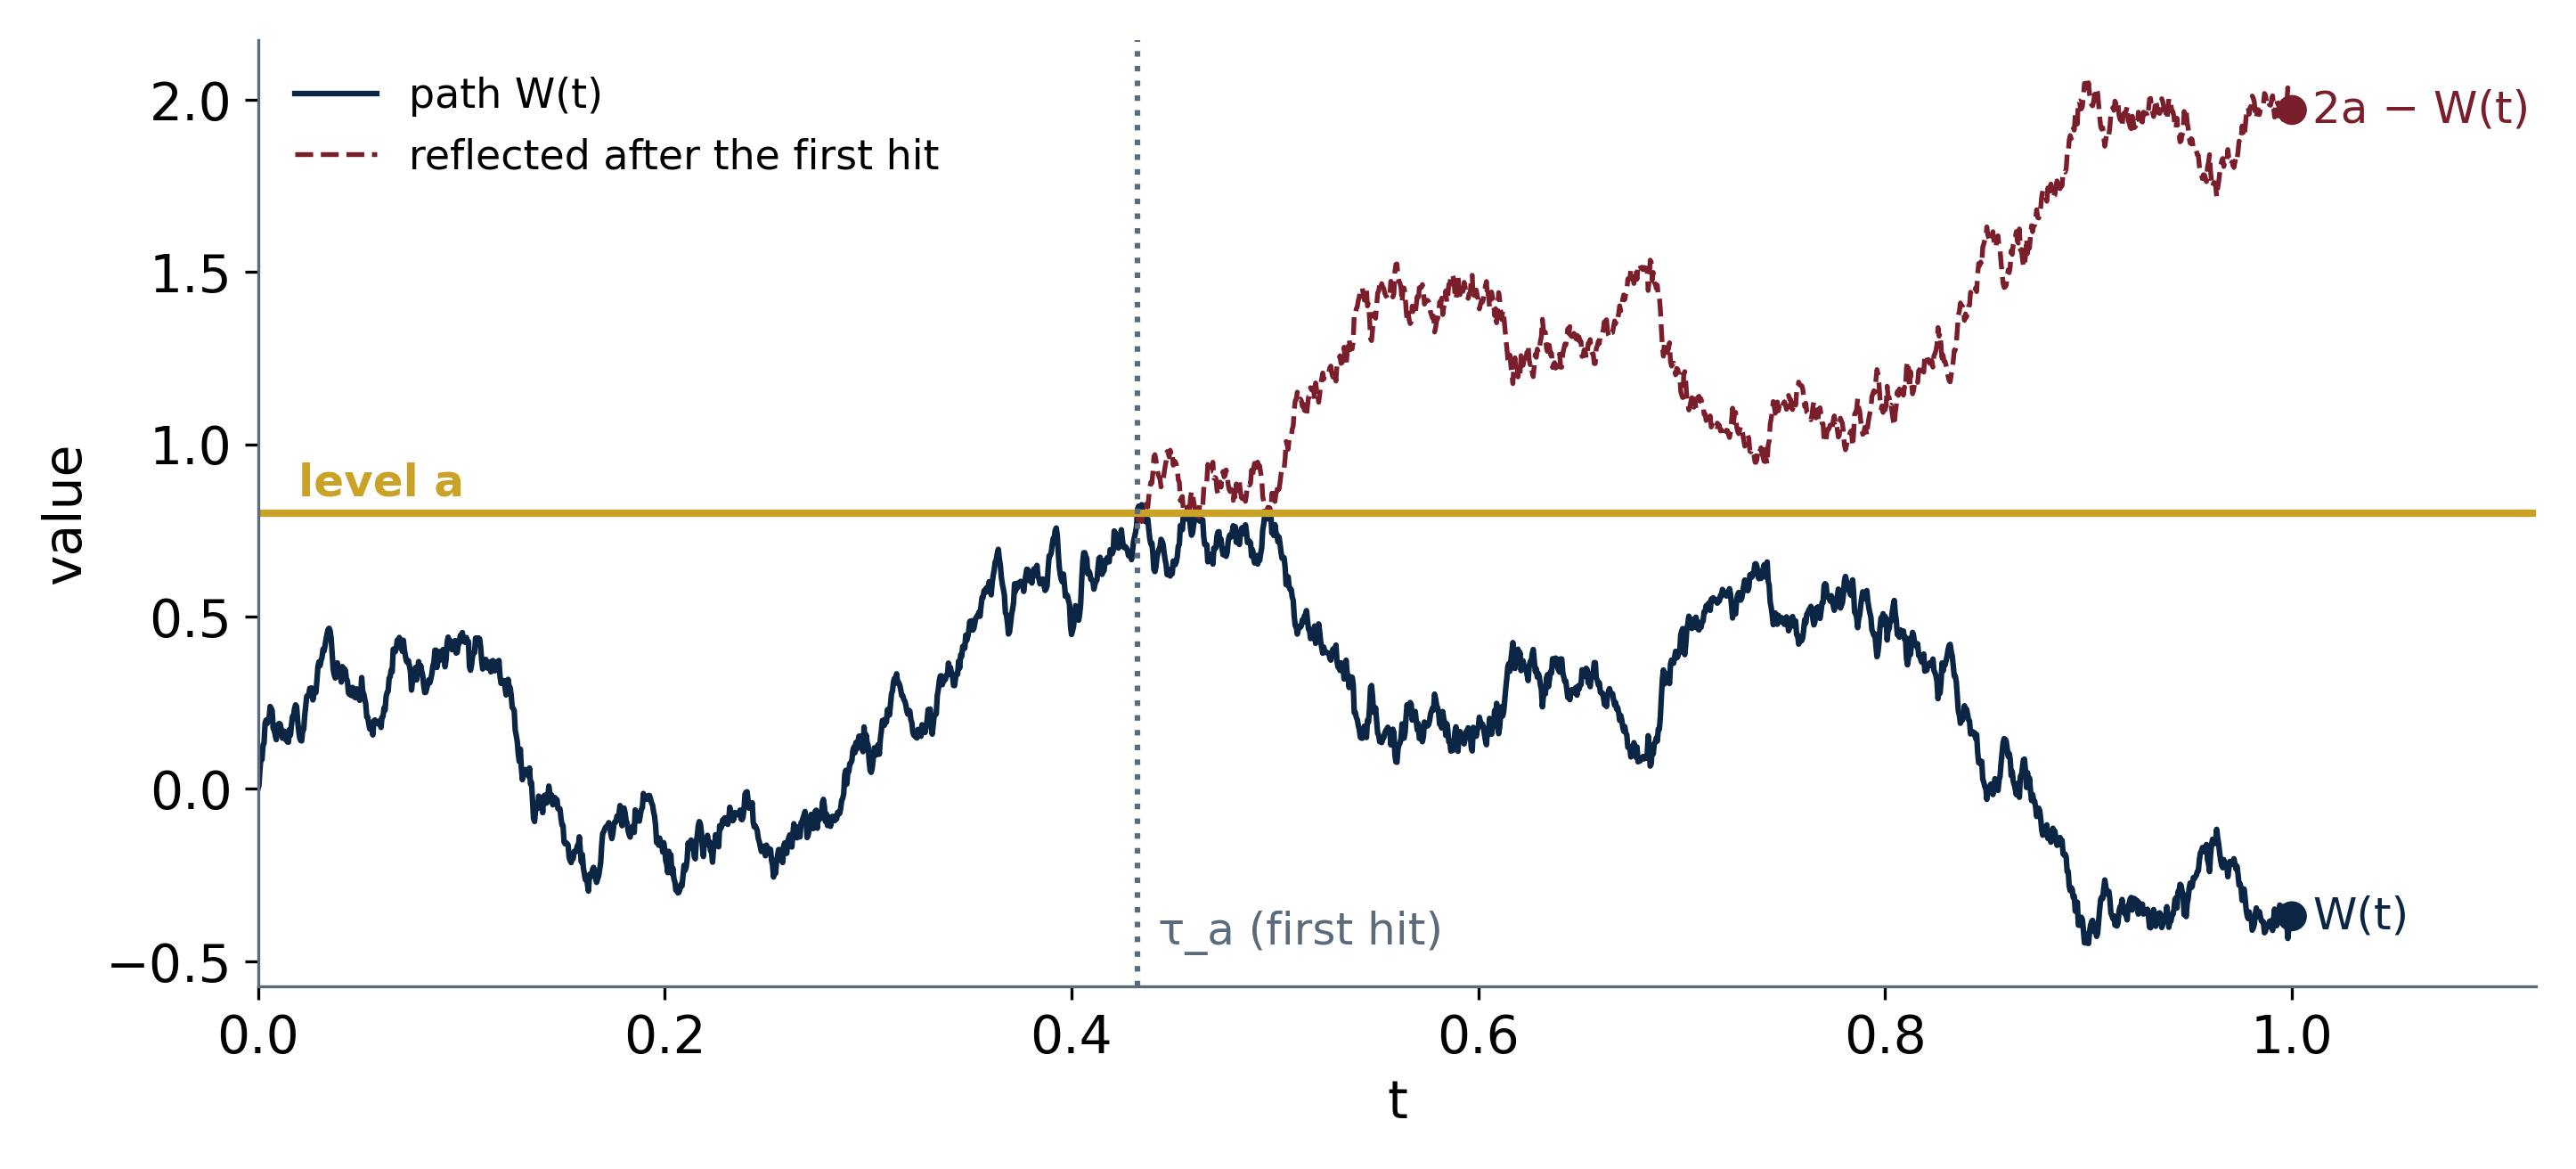 2.0
1.5
1.0
0.5
0.0
−0.5
value
path W(t)
reflected after the first hit
level a
2a − W(t)
W(t)
τ_a (first hit)
0.0 0.2 0.4 0.6 0.8 1.0
t